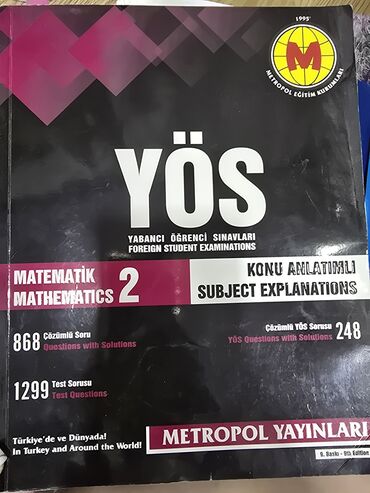 1995
M
METROPOL EĞİTİM KURUMLARI
YÖS
YABANCI ÖĞRENCİ SINAVLARI
FOREIGN STUDENT EXAMINATIONS
MATEMATİK
MATHEMATICS 2
KONU ANLATIMLI
SUBJECT EXPLANATIONS
868 Çözümlü Soru
Questions with Solutions
Çözümlü YÖS Sorusu 248
YÖS Questions with Solutions
1299 Test Sorusu
Test Questions
Türkiye'de ve Dünyada!
In Turkey and Around the World!
METROPOL YAYINLARI
9. Baskı - 9th Edition